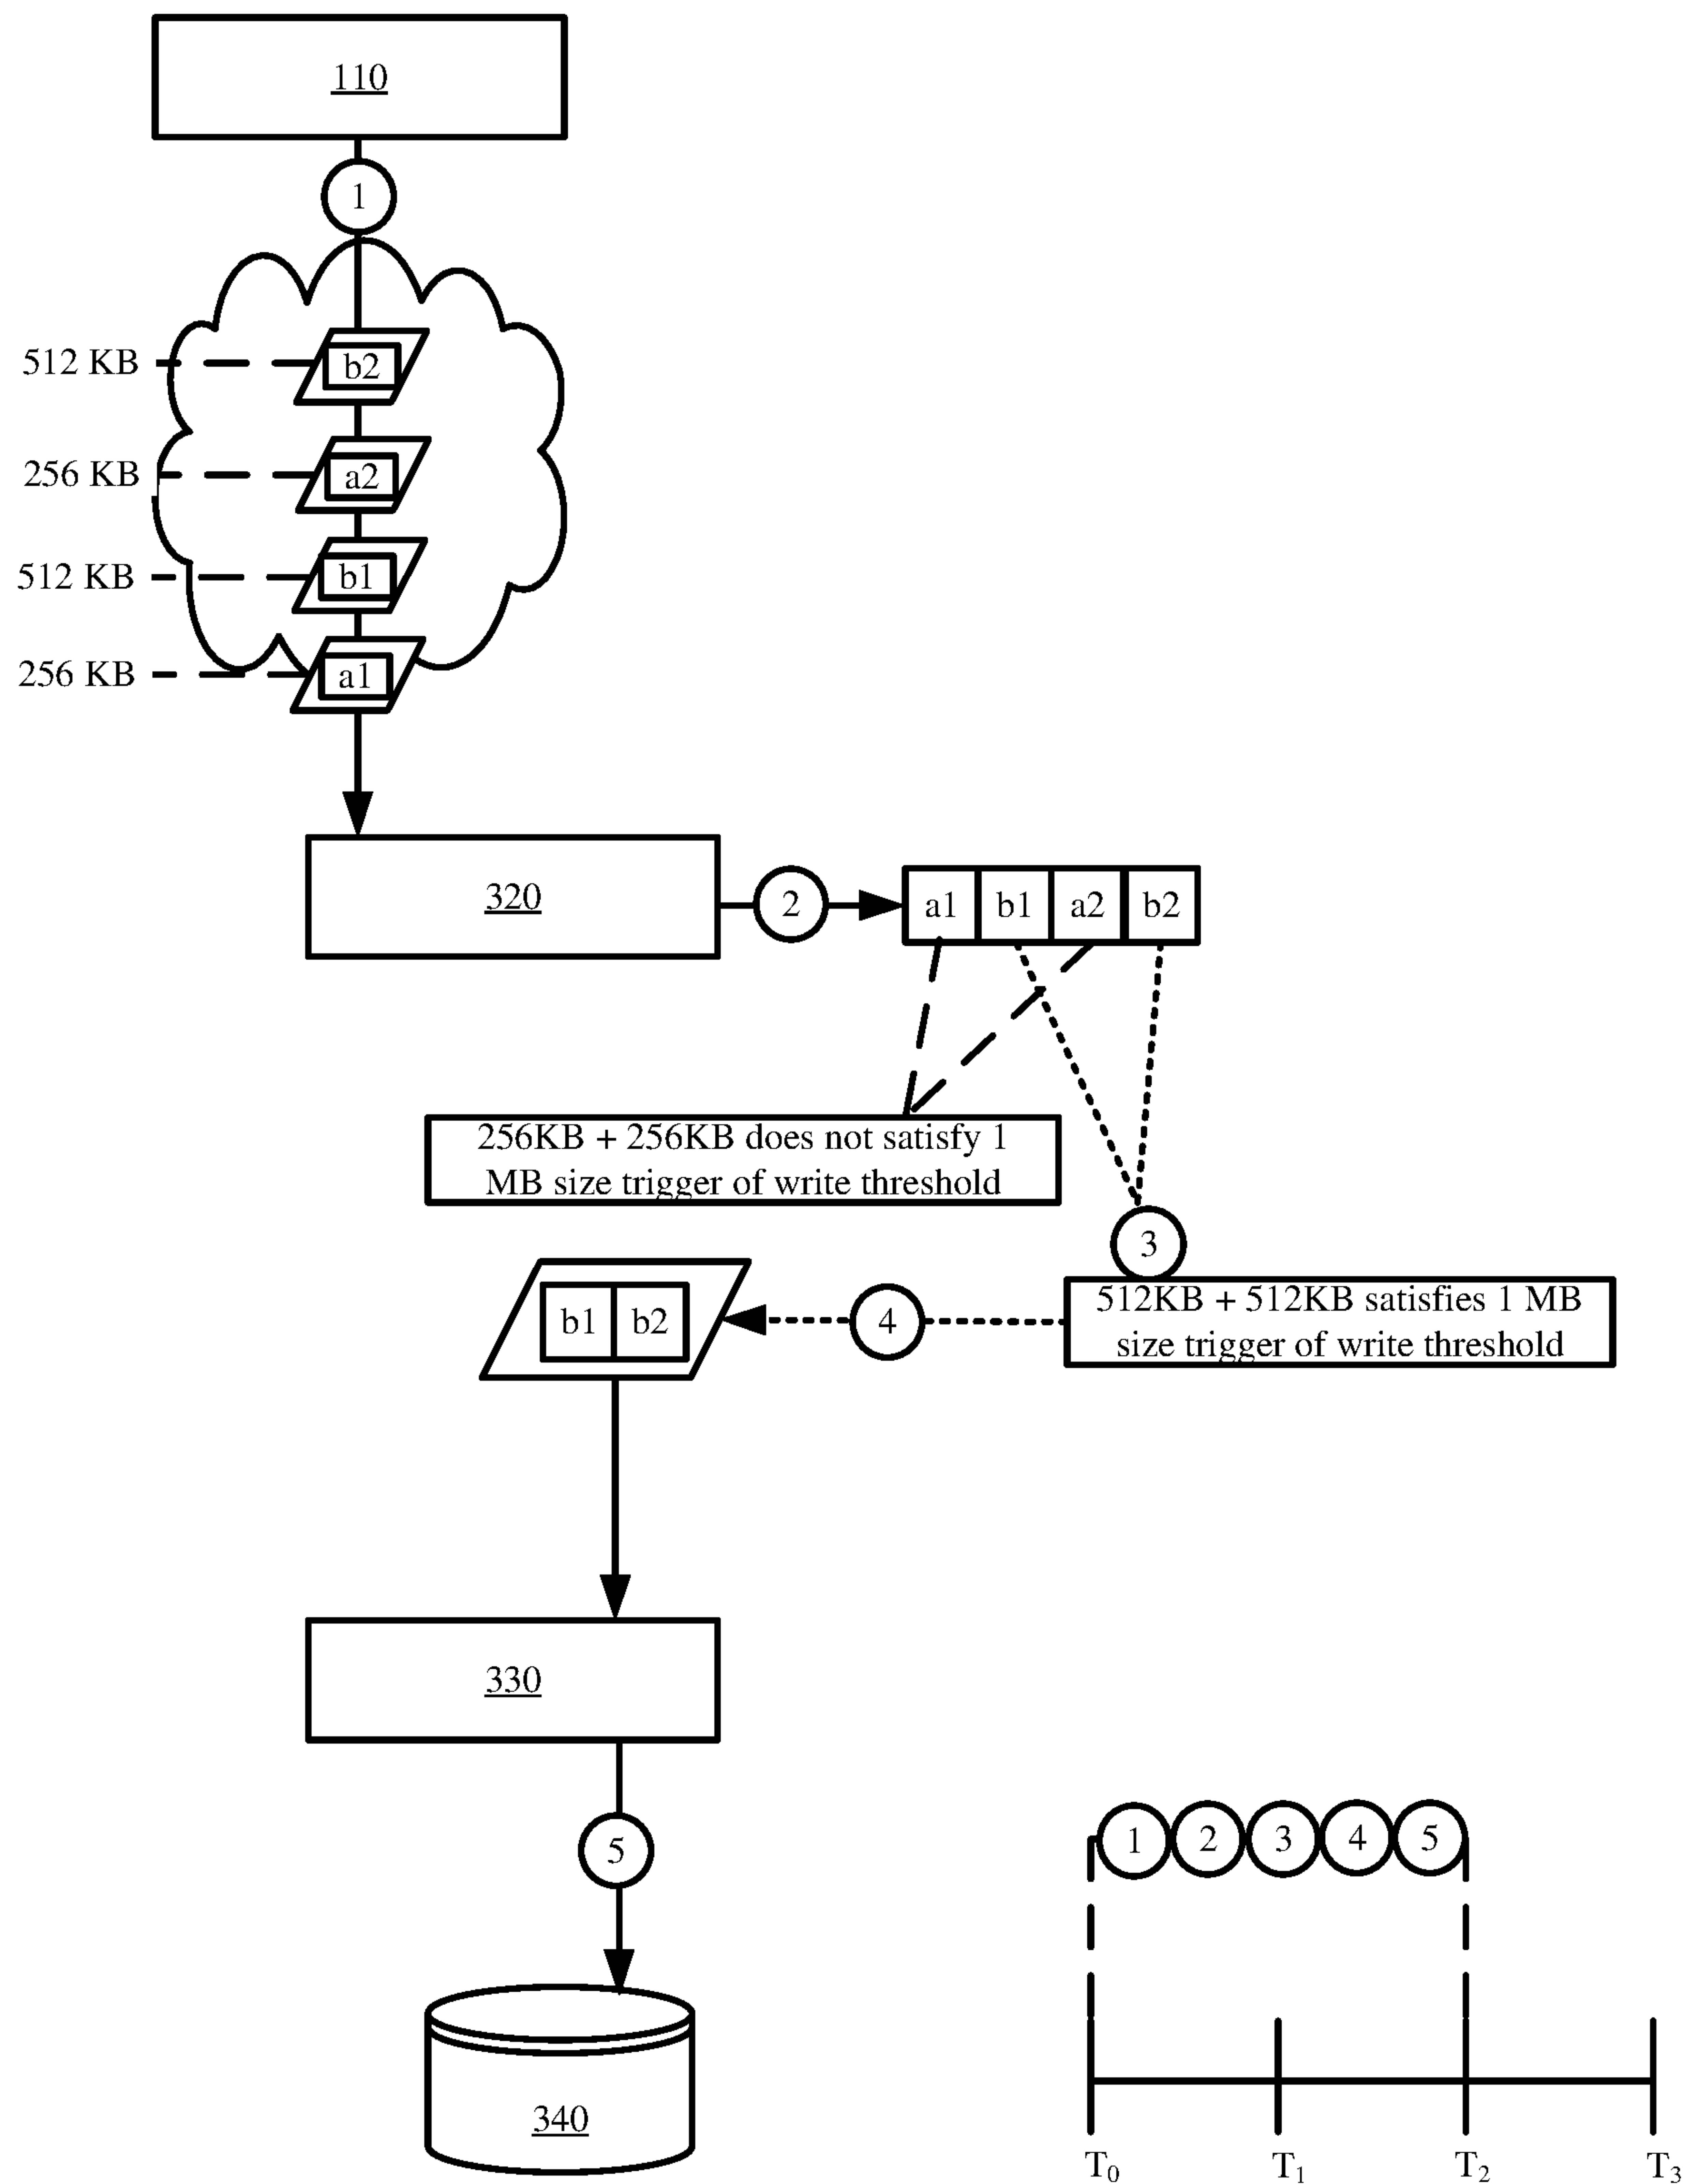 110
1
512 KB
b2
256 KB
a2
512 KB
b1
256 KB
a1
320
2
a1 b1 a2 b2
256KB + 256KB does not satisfy 1
MB size trigger of write threshold
3
512KB + 512KB satisfies 1 MB
size trigger of write threshold
4
b1 b2
330
5
1 2 3 4 5
340
T0 T1 T2 T3